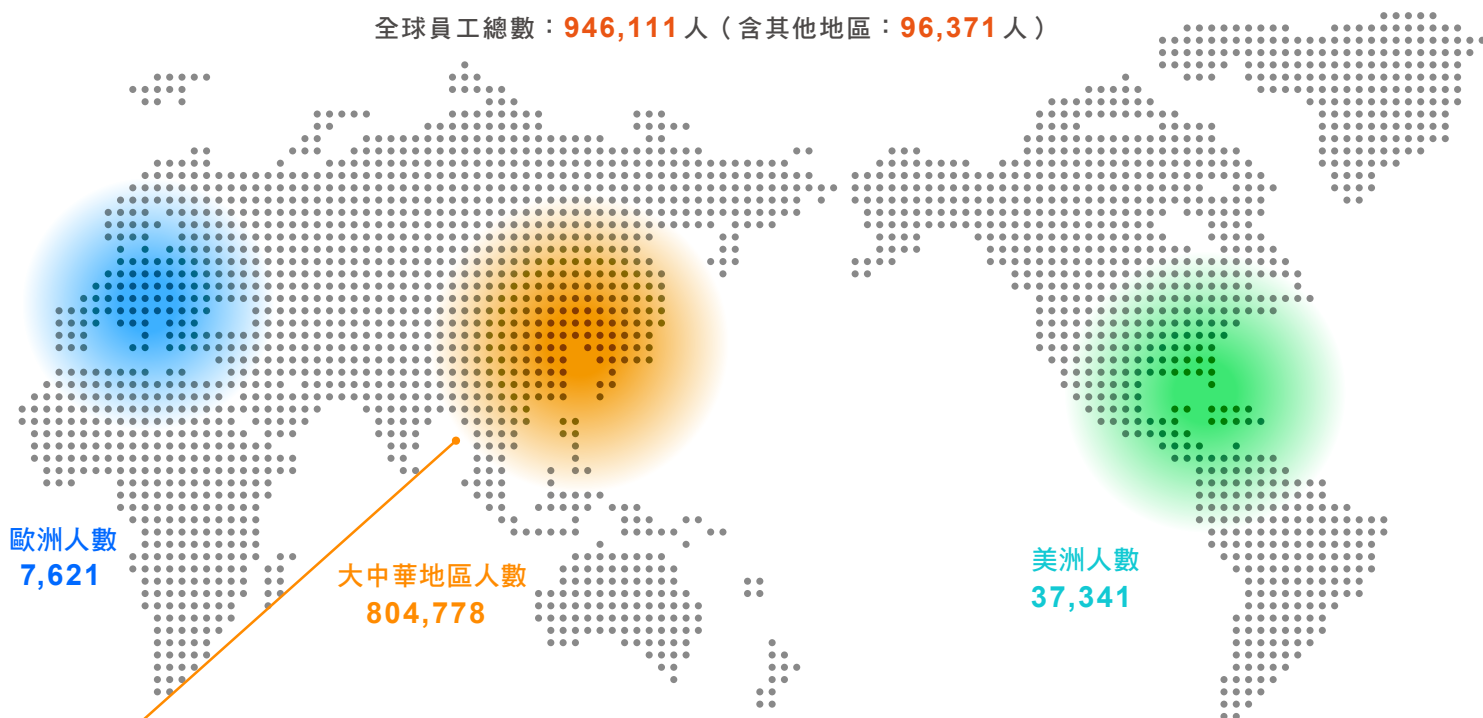 全球員工總數：946,111人（含其他地區：96,371人）
歐洲人數
7,621
大中華地區人數
804,778
美洲人數
37,341